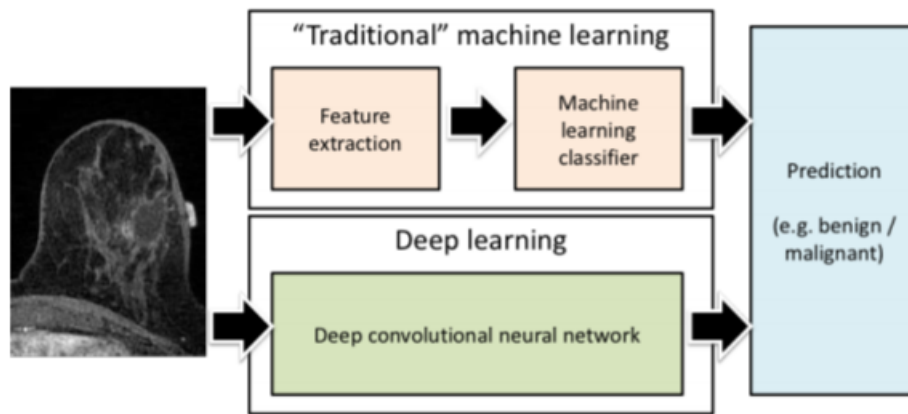 “Traditional” machine learning
Feature
extraction
Machine
learning
classifier
Deep learning
Deep convolutional neural network
Prediction
(e.g. benign /
malignant)